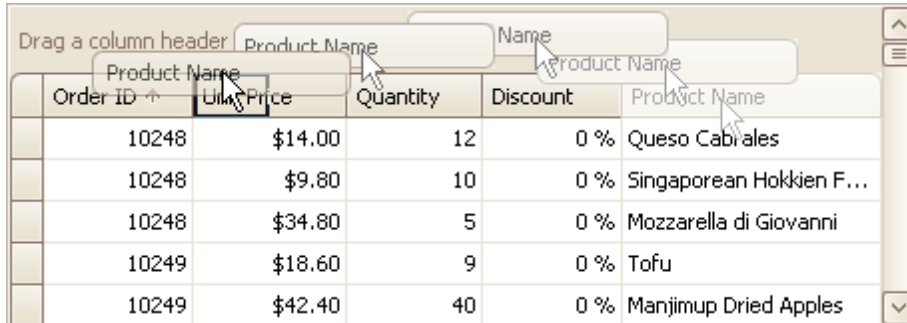 Drag a column header
Product Name
Name
Product Name
Product Name
Order ID Unit Price Quantity Discount Product Name
10248 $14.00 12 0 % Queso Cabrales
10248 $9.80 10 0 % Singaporean Hokkien F...
10248 $34.80 5 0 % Mozzarella di Giovanni
10249 $18.60 9 0 % Tofu
10249 $42.40 40 0 % Manjimup Dried Apples